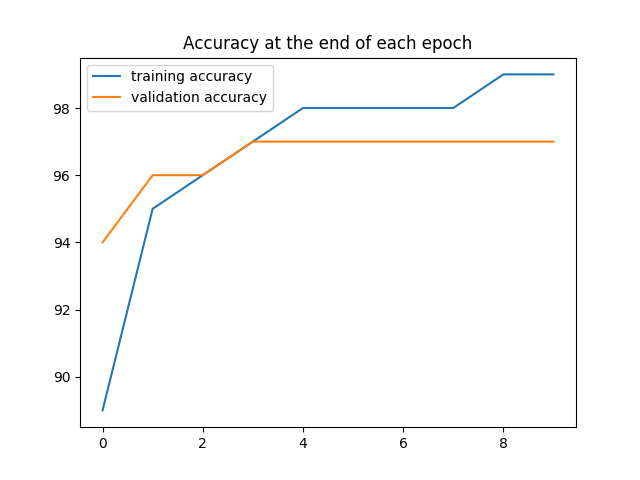 Accuracy at the end of each epoch
training accuracy
validation accuracy
98
96
94
92
90
0 2 4 6 8